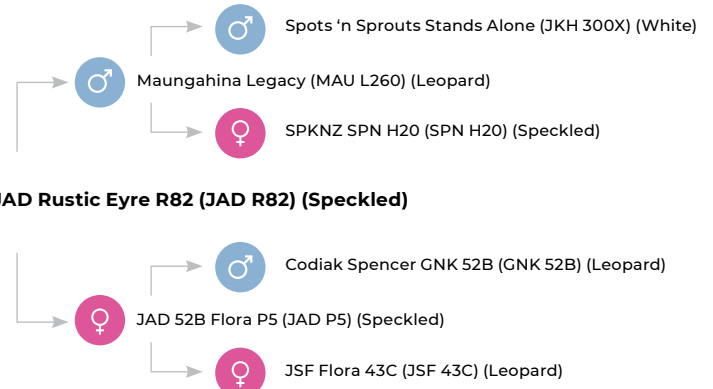 Spots ‘n Sprouts Stands Alone (JKH 300X) (White)
Maungahina Legacy (MAU L260) (Leopard)
SPKNZ SPN H20 (SPN H20) (Speckled)
JAD Rustic Eyre R82 (JAD R82) (Speckled)
Codiak Spencer GNK 52B (GNK 52B) (Leopard)
JAD 52B Flora P5 (JAD P5) (Speckled)
JSF Flora 43C (JSF 43C) (Leopard)